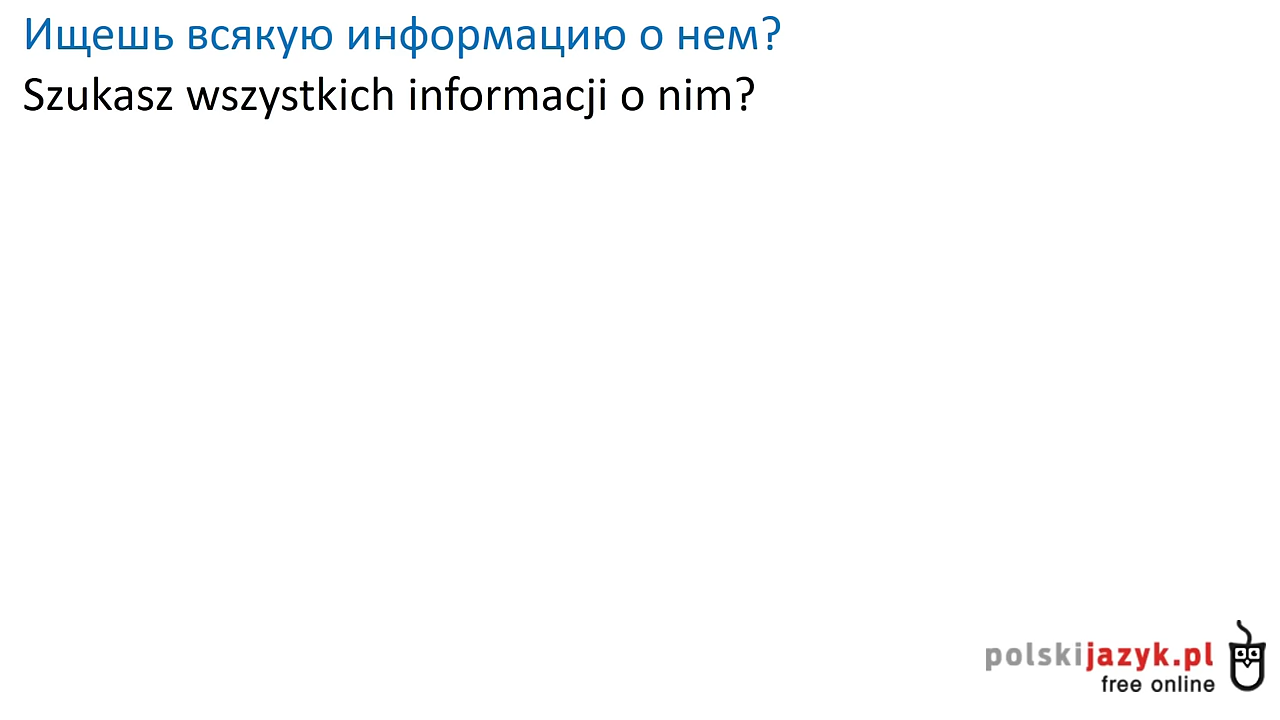 Ищешь всякую информацию о нем?
Szukasz wszystkich informacji o nim?
polskijazyk.pl
free online